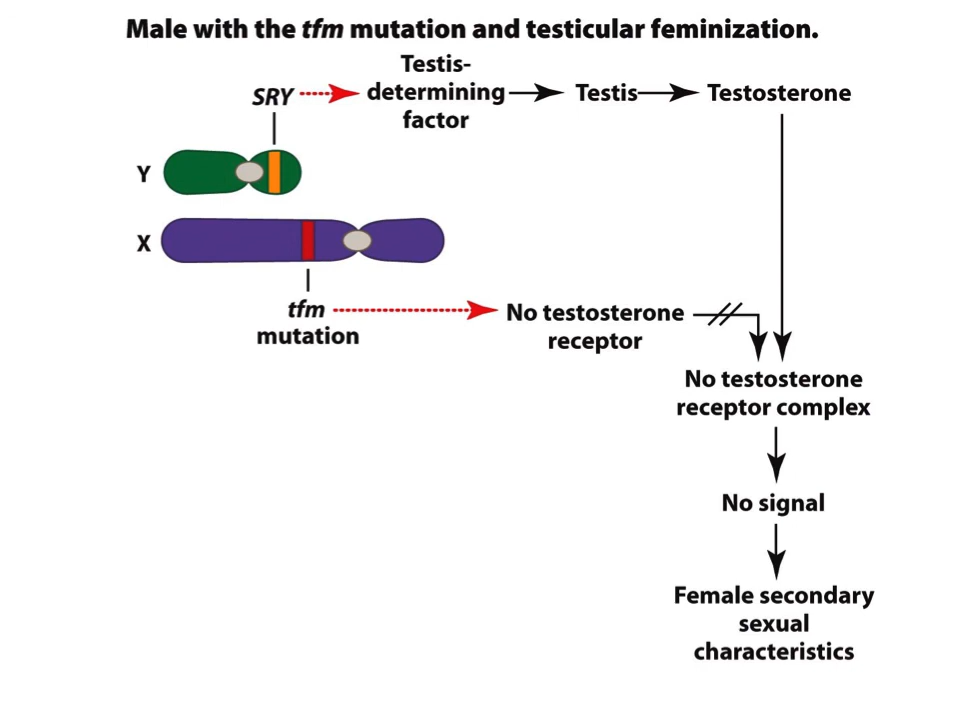 Male with the tfm mutation and testicular feminization.
Testis-
SRY determining Testis Testosterone
factor
Y
X
tfm
mutation
No testosterone
receptor
No testosterone
receptor complex
No signal
Female secondary
sexual
characteristics